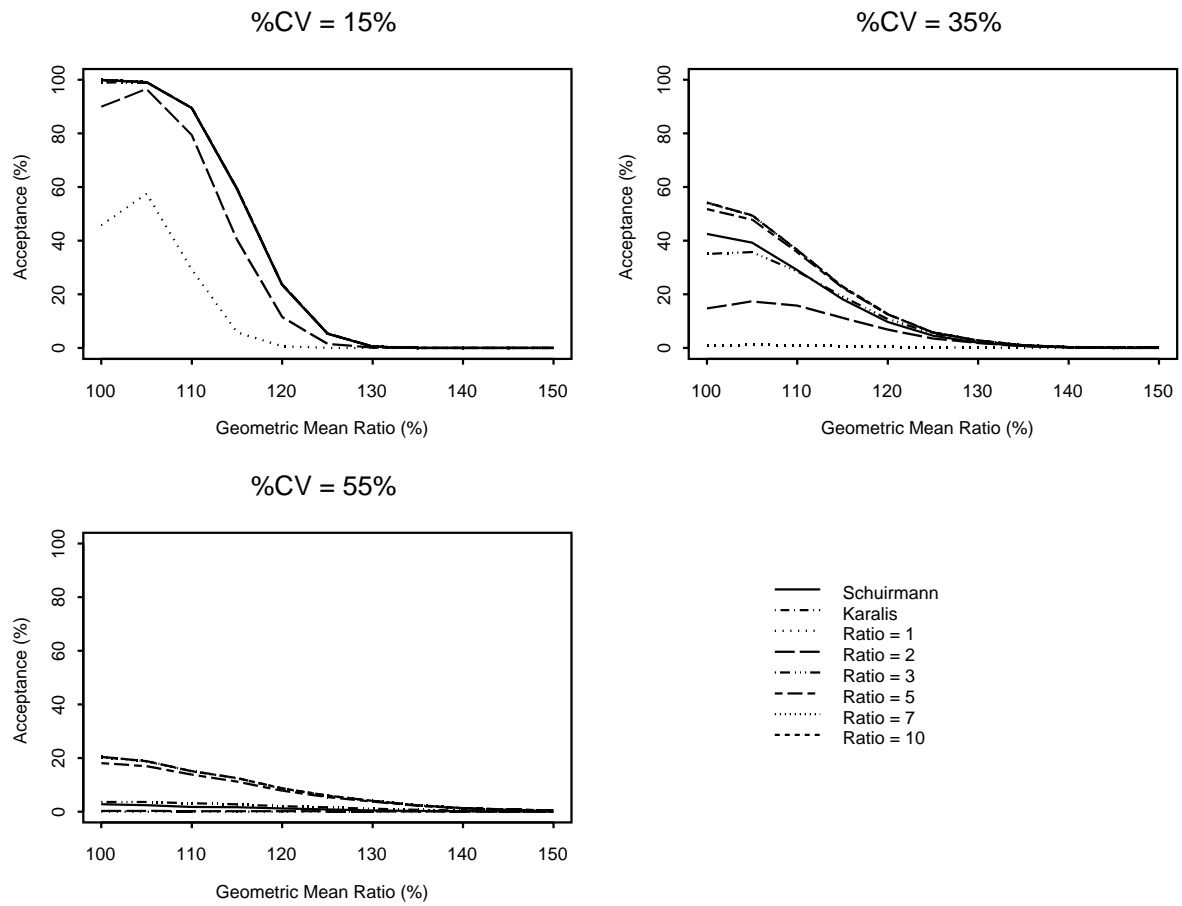 %CV = 15%
Acceptance (%)
0 20 40 60 80 100
100 110 120 130 140 150
Geometric Mean Ratio (%)
%CV = 35%
Acceptance (%)
0 20 40 60 80 100
100 110 120 130 140 150
Geometric Mean Ratio (%)
%CV = 55%
Acceptance (%)
0 20 40 60 80 100
100 110 120 130 140 150
Geometric Mean Ratio (%)
Schuirmann
Karalis
Ratio = 1
Ratio = 2
Ratio = 3
Ratio = 5
Ratio = 7
Ratio = 10